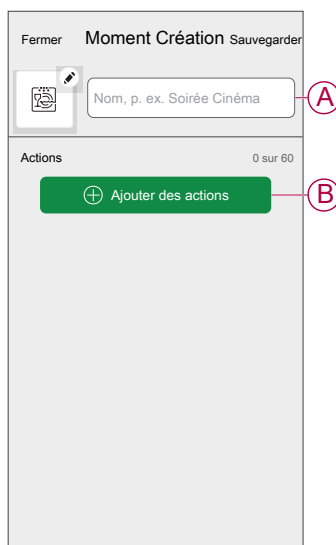 Fermer Moment Création Sauvegarder
Nom, p. ex. Soirée Cinéma
A
Actions 0 sur 60
Ajouter des actions
B